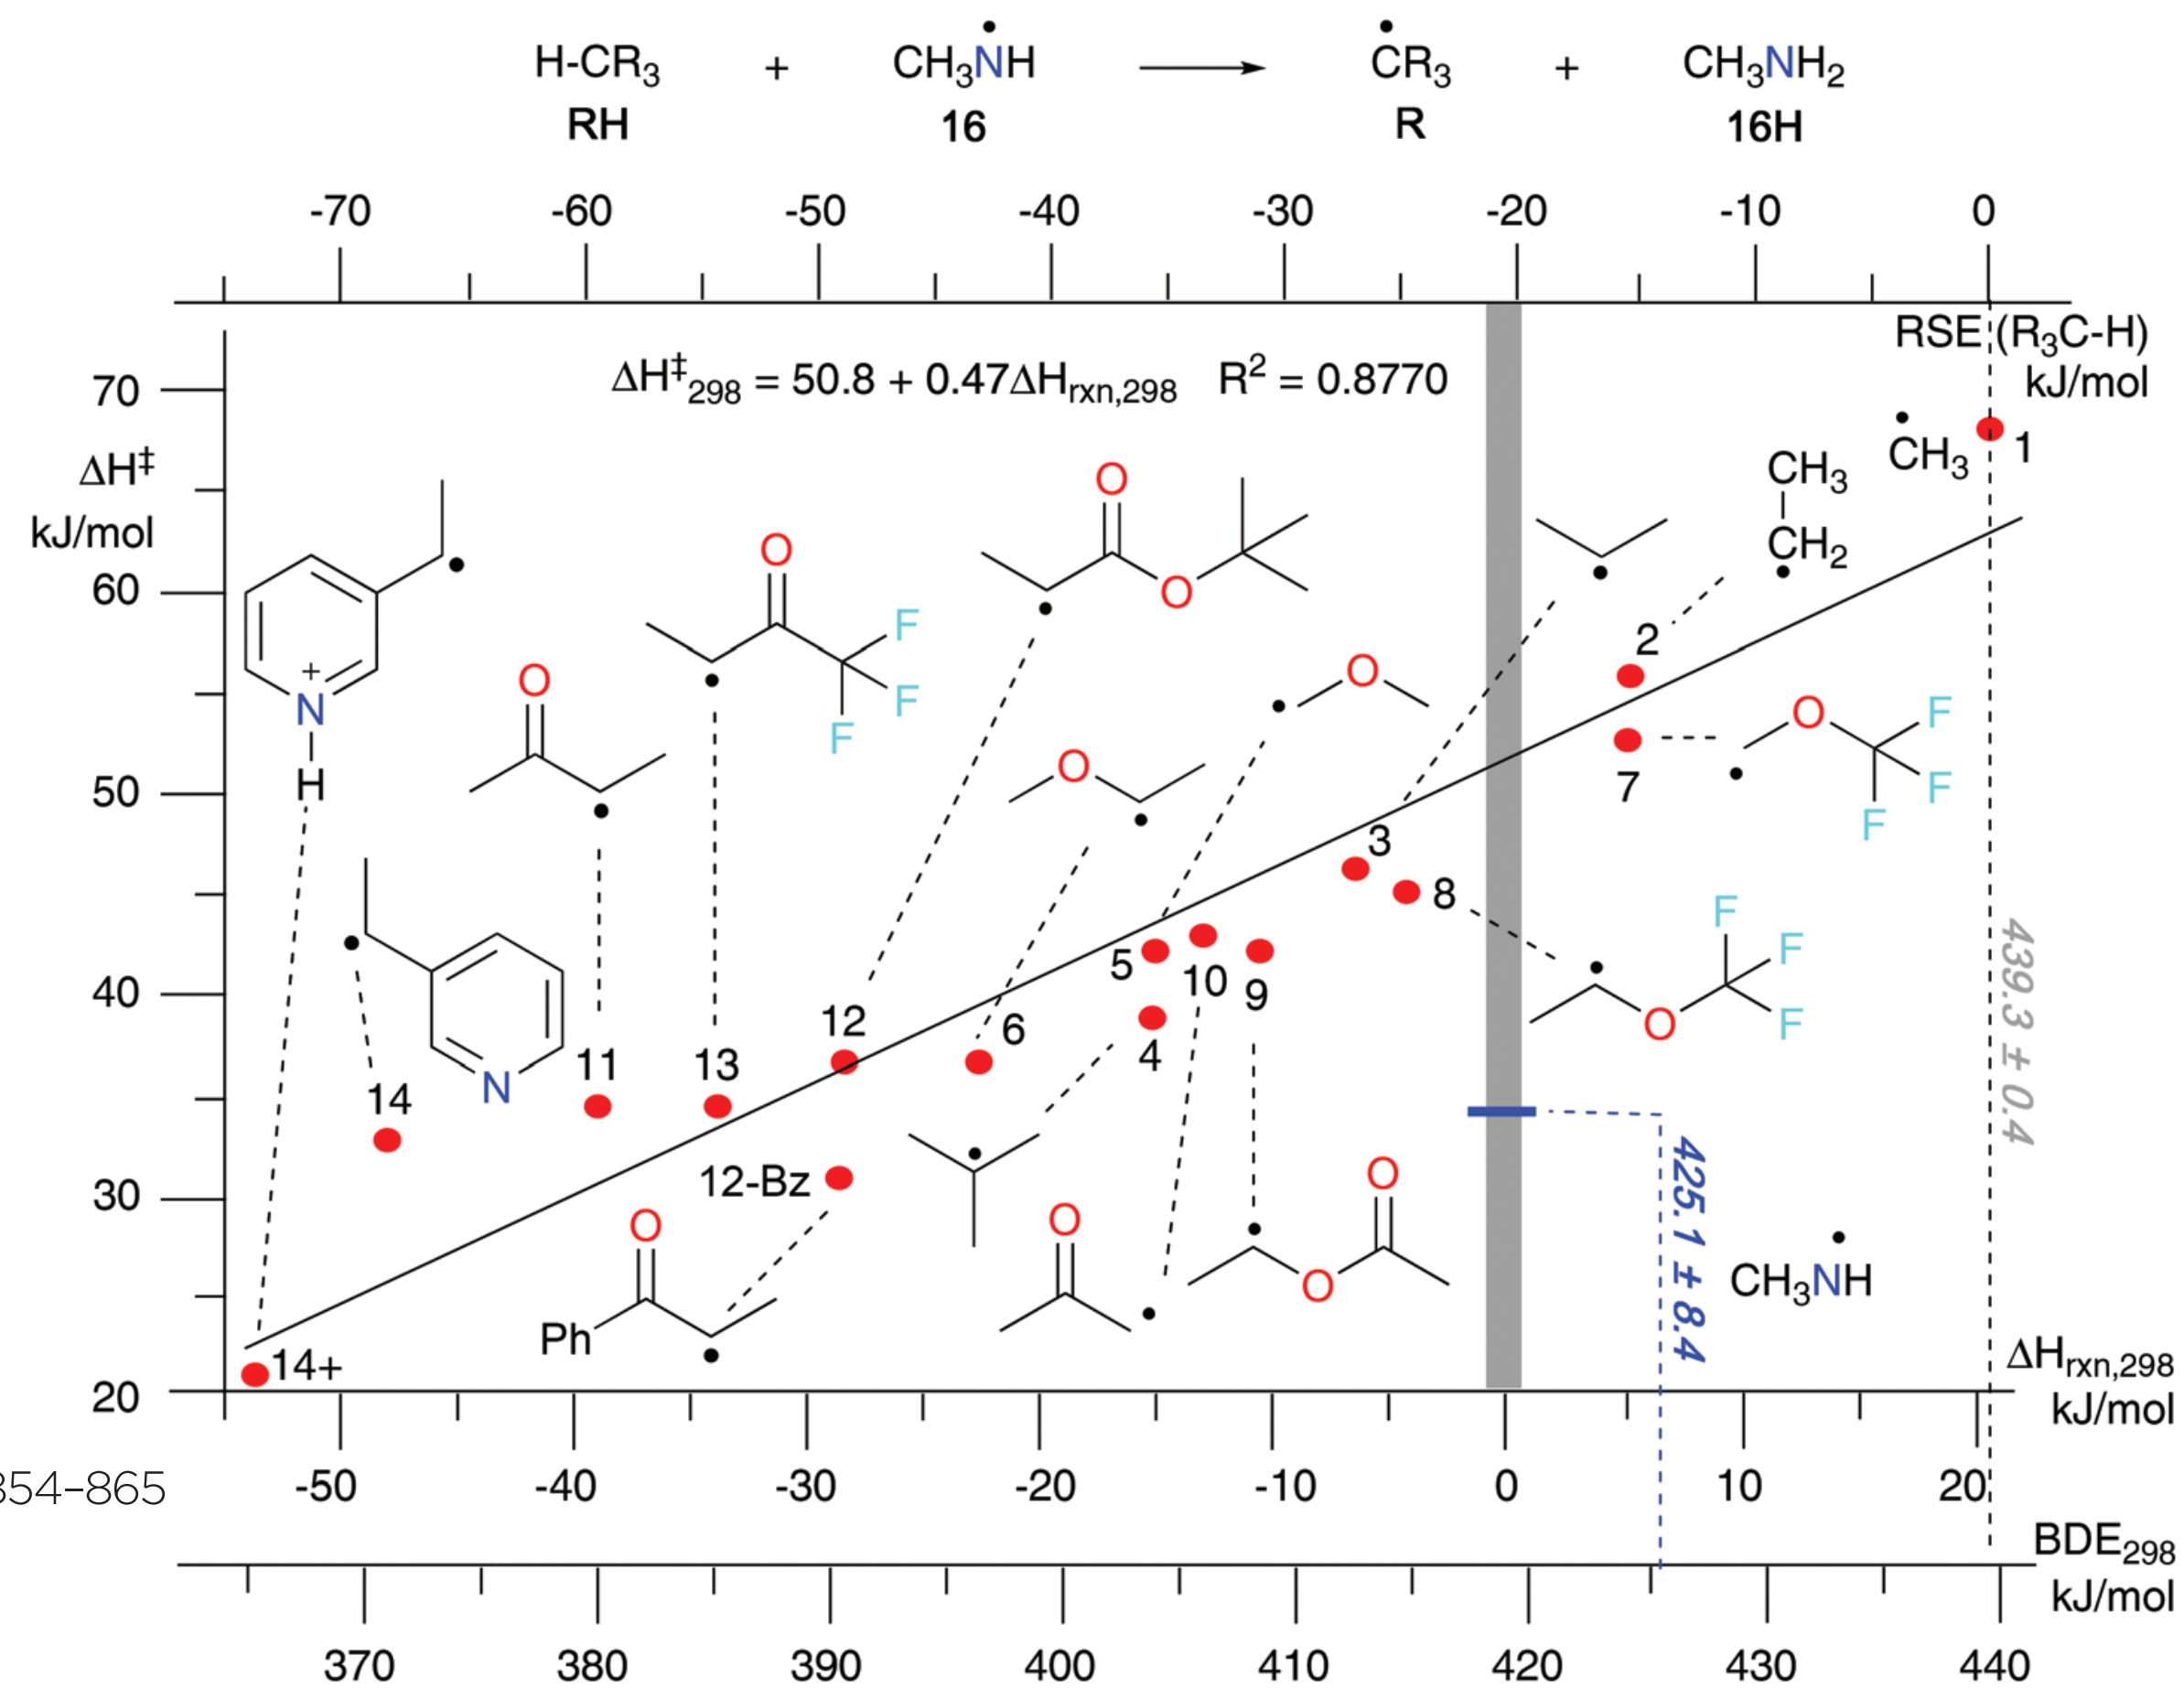 H-CR3 + CH3NH → CR3 + CH3NH2
RH 16 R 16H
-70 -60 -50 -40 -30 -20 -10 0
RSE (R3C-H)
kJ/mol
ΔH‡298 = 50.8 + 0.47ΔHrxn,298 R2 = 0.8770
70
ΔH‡
kJ/mol
60
50
40
30
20
CH3 1
CH3
CH2
2
O
O
O
F
F
F
N
+
H
O
O
O
3
7
O
F
F
F
8
F
F
F
O
5
10
9
4
6
12
13
11
14
N
12-Bz
O
Ph
O
O
O
14+
439.3 ± 0.4
425.1 ± 8.4
CH3NH
ΔHrxn,298
kJ/mol
354–865
-50 -40 -30 -20 -10 0 10 20
BDE298
kJ/mol
370 380 390 400 410 420 430 440